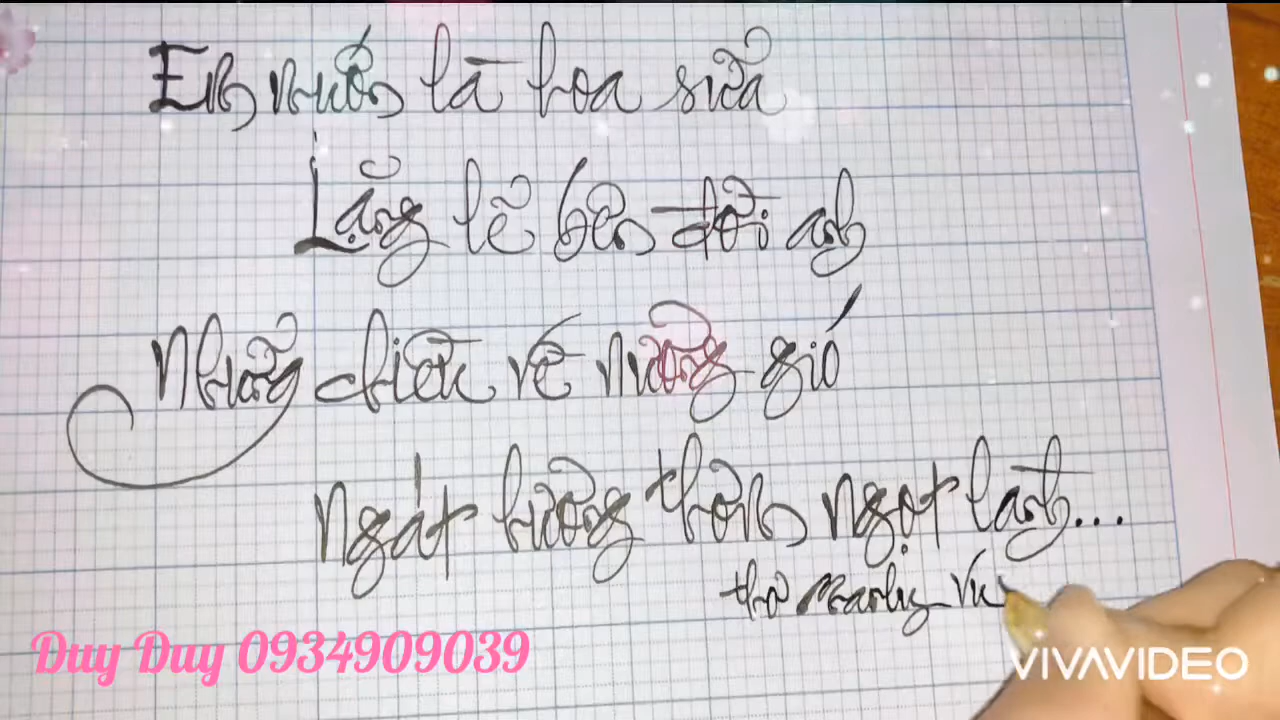 Em muốn là hoa sữa
Lặng lẽ bên đời anh
Những chiều về nường gió
Ngát hương thơm ngọt lành...
thơ
Duy Duy 0934909039
VIVAVIDEO